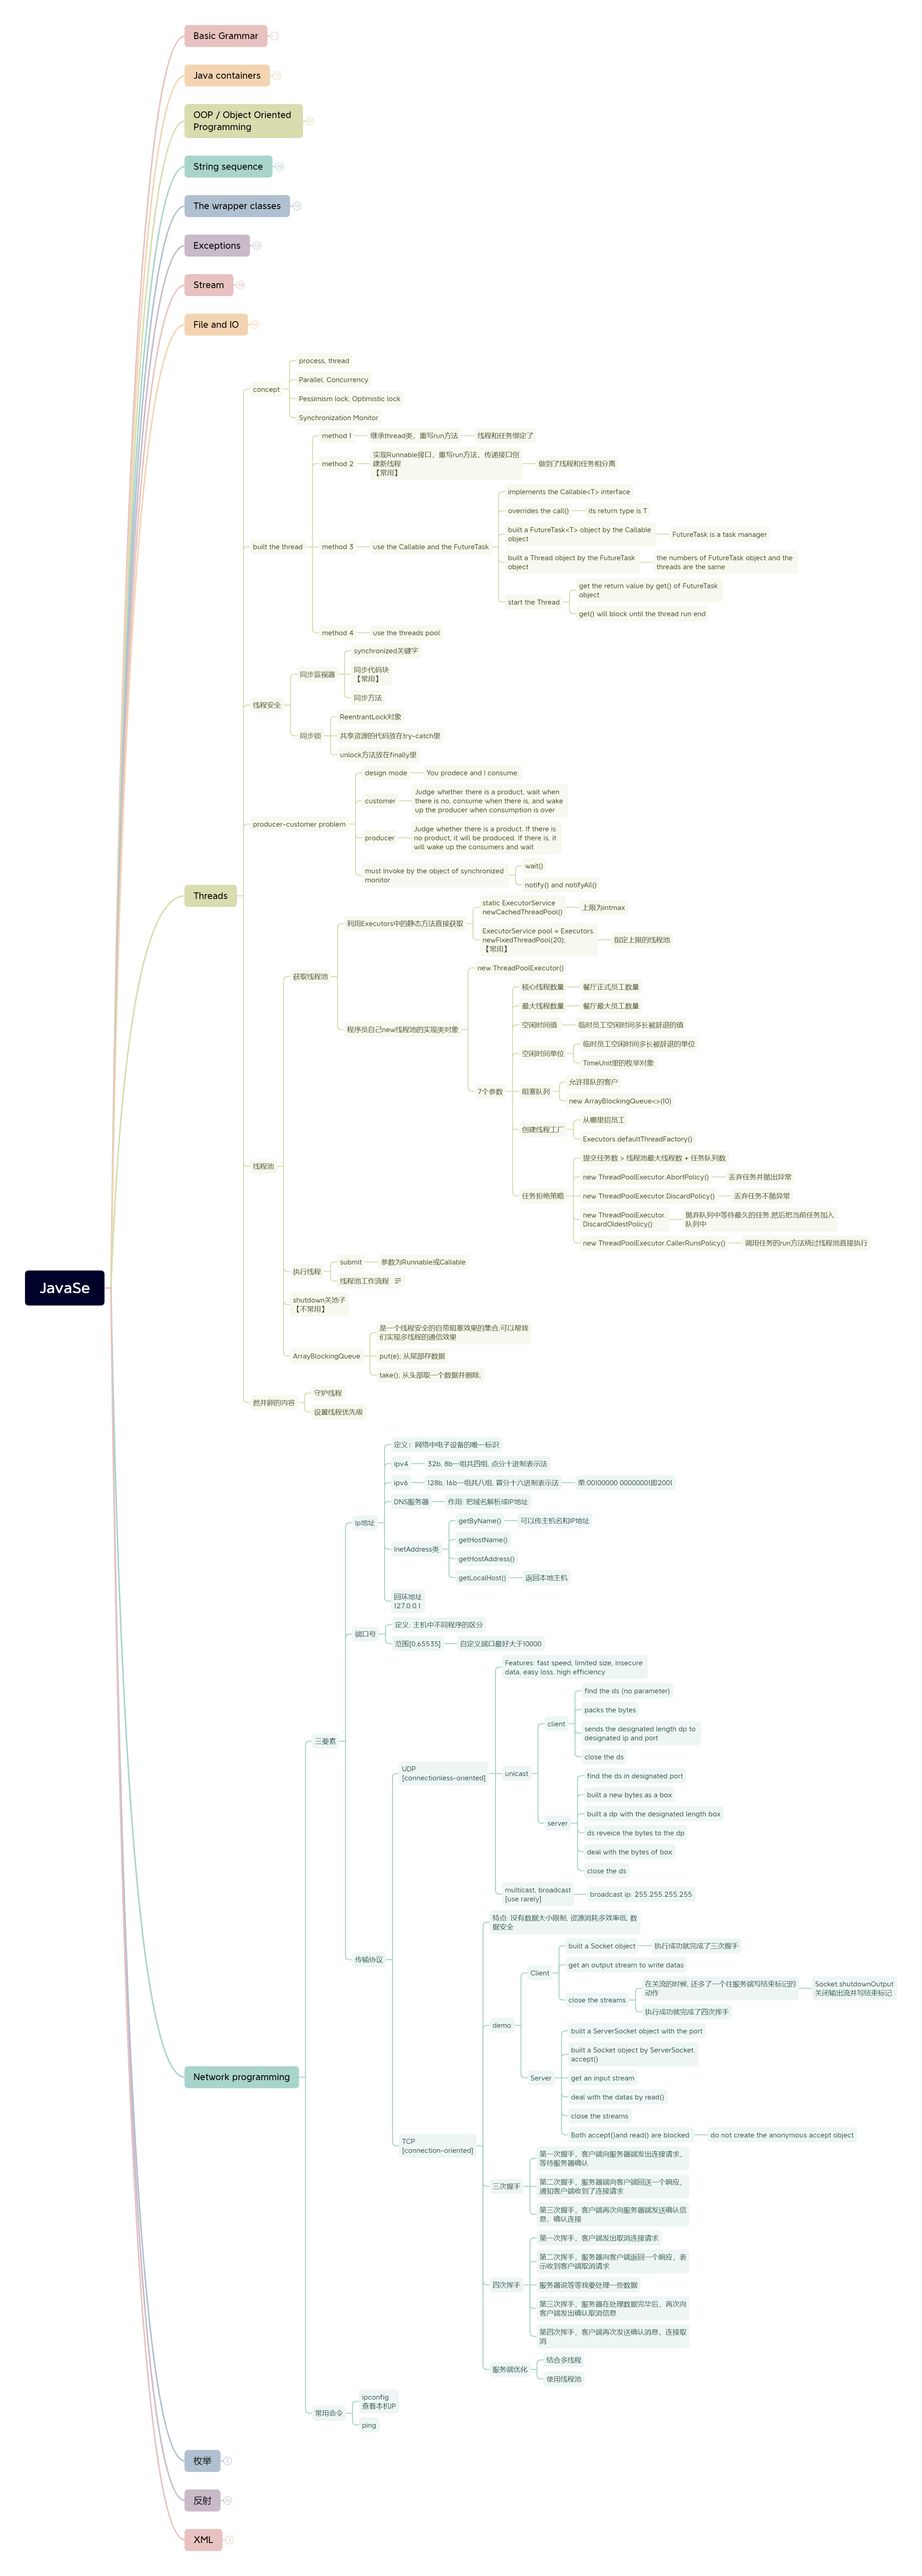 Basic Grammar
Java containers
OOP / Object Oriented
Programming
String sequence
The wrapper classes
Exceptions
Stream
File and IO
JavaSe
Threads
concept
process, thread
Parallel, Concurrency
Pessimism lock, Optimistic lock
Synchronization Monitor
built the thread
method 1
继承thread类，重写run方法
线程和任务绑定了
method 2
实现Runnable接口，重写run方法，传递接口创
建新线程
【常用】
做到了线程和任务相分离
method 3
use the Callable and the FutureTask
implements the Callable<T> interface
overrides the call()
its return type is T
built a FutureTask<T> object by the Callable
object
FutureTask is a task manager
built a Thread object by the FutureTask
object
the numbers of FutureTask object and the
threads are the same
start the Thread
get the return value by get() of FutureTask
object
get() will block until the thread run end
method 4
use the threads pool
线程安全
同步监视器
synchronized关键字
同步代码块
【常用】
同步方法
同步锁
ReentrantLock对象
共享资源的代码放在try-catch里
unlock方法放在finally里
producer-customer problem
design mode
You prodece and I consume.
customer
Judge whether there is a product, wait when
there is no, consume when there is, and wake
up the producer when consumption is over
producer
Judge whether there is a product. If there is
no product, it will be produced. If there is, it
will wake up the consumers and wait
must invoke by the object of synchronized
monitor
wait()
notify() and notifyAll()
线程池
获取线程池
利用Executors中的静态方法直接获取
static ExecutorService
newCachedThreadPool()
上限为intmax
ExecutorService pool = Executors.
newFixedThreadPool(20);
【常用】
指定上限的线程池
程序员自己new线程池的实现类对象
new ThreadPoolExecutor()
7个参数
核心线程数量
餐厅正式员工数量
最大线程数量
餐厅最大员工数量
空闲时间值
临时员工空闲时间多长被辞退的值
空闲时间单位
临时员工空闲时间多长被辞退的单位
TimeUnit里的枚举对象
阻塞队列
允许排队的客户
new ArrayBlockingQueue<>(10)
创建线程工厂
从哪里招员工
Executors.defaultThreadFactory()
任务拒绝策略
提交任务数 > 线程池最大线程数 + 任务队列数
new ThreadPoolExecutor.AbortPolicy()
丢弃任务并抛出异常
new ThreadPoolExecutor.DiscardPolicy()
丢弃任务不抛异常
new ThreadPoolExecutor.
DiscardOldestPolicy()
抛弃队列中等待最久的任务;然后把当前任务加入
队列中
new ThreadPoolExecutor.CallerRunsPolicy()
调用任务的run方法绕过线程池直接执行
执行线程
submit
参数为Runnable或Callable
线程池工作流程
shutdown关池子
【不常用】
ArrayBlockingQueue
是一个线程安全的自带阻塞效果的集合,可以帮我
们实现多线程的通信效果
put(e); 从尾部存数据
take(); 从头部取一个数据并删除;
然并卵的内容
守护线程
设置线程优先级
Network programming
三要素
Ip地址
定义：网络中电子设备的唯一标识
ipv4
32b, 8b一组共四组, 点分十进制表示法
ipv6
128b, 16b一组共八组, 冒分十六进制表示法
栗:00100000 00000001即2001
DNS服务器
作用: 把域名解析成IP地址
InetAddress类
getByName()
可以传主机名和IP地址
getHostName()
getHostAddress()
getLocalHost()
返回本地主机
回环地址
127.0.0.1
端口号
定义: 主机中不同程序的区分
范围[0,65535]
自定义端口最好大于10000
传输协议
UDP
[connectionless-oriented]
Features: fast speed, limited size, insecure
data, easy loss, high efficiency
unicast
client
find the ds (no parameter)
packs the bytes
sends the designated length dp to
designated ip and port
close the ds
server
find the ds in designated port
built a new bytes as a box
built a dp with the designated length box
ds reveice the bytes to the dp
deal with the bytes of box
close the ds
multicast, broadcast
[use rarely]
broadcast ip: 255.255.255.255
TCP
[connection-oriented]
特点: 没有数据大小限制, 资源消耗多效率低, 数
据安全
demo
Client
built a Socket object
执行成功就完成了三次握手
get an output stream to write datas
close the streams
在关流的时候, 还多了一个往服务端写结束标记的
动作
Socket.shutdownOutput
关闭输出流并写结束标记
执行成功就完成了四次挥手
Server
built a ServerSocket object with the port
built a Socket object by ServerSocket.
accept()
get an input stream
deal with the datas by read()
close the streams
Both accept()and read() are blocked
do not create the anonymous accept object
三次握手
第一次握手，客户端向服务器端发出连接请求，
等待服务器确认
第二次握手，服务器端向客户端回送一个响应，
通知客户端收到了连接请求
第三次握手，客户端再次向服务器端发送确认信
息，确认连接
四次挥手
第一次挥手，客户端发出取消连接请求
第二次挥手，服务器向客户端返回一个响应，表
示收到客户端取消请求
服务器说等等我要处理一些数据
第三次挥手，服务器在处理数据完毕后，再次向
客户端发出确认取消信息
第四次挥手，客户端再次发送确认消息，连接取
消
服务端优化
结合多线程
使用线程池
常用命令
ipconfig
查看本机IP
ping
枚举
反射
XML